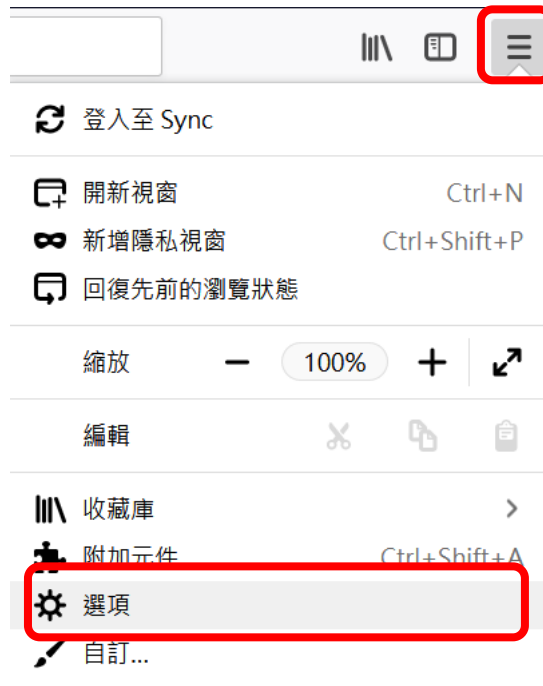 登入至 Sync
開新視窗 Ctrl+N
新增隱私視窗 Ctrl+Shift+P
回復先前的瀏覽狀態
縮放 100%
編輯
收藏庫
附加元件 Ctrl+Shift+A
選項
自訂...